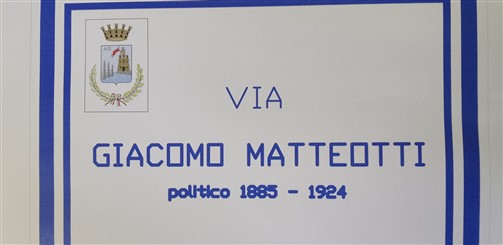 VIA
GIACOMO MATTEOTTI
politico 1885 - 1924